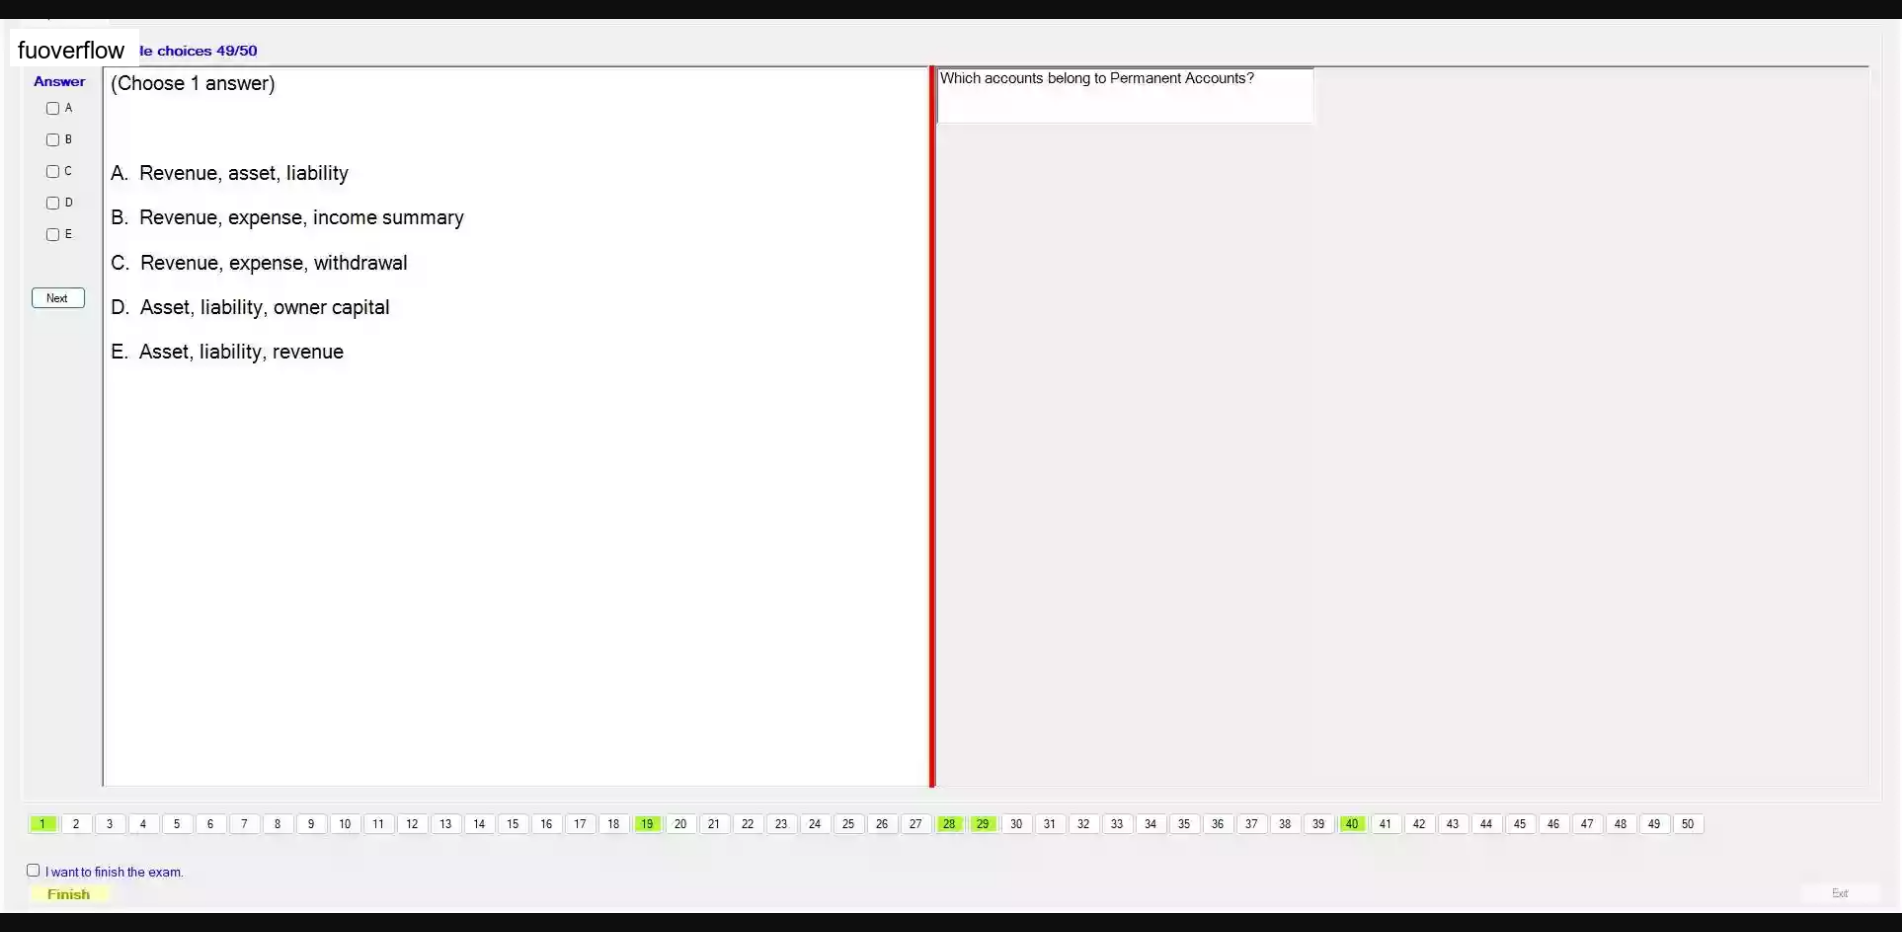 fuoverflow
le choices 49/50
Answer
A
B
C
D
E
Next
(Choose 1 answer)
A. Revenue, asset, liability
B. Revenue, expense, income summary
C. Revenue, expense, withdrawal
D. Asset, liability, owner capital
E. Asset, liability, revenue
Which accounts belong to Permanent Accounts?
1 2 3 4 5 6 7 8 9 10 11 12 13 14 15 16 17 18 19 20 21 22 23 24 25 26 27 28 29 30 31 32 33 34 35 36 37 38 39 40 41 42 43 44 45 46 47 48 49 50
I want to finish the exam.
Finish
Exit